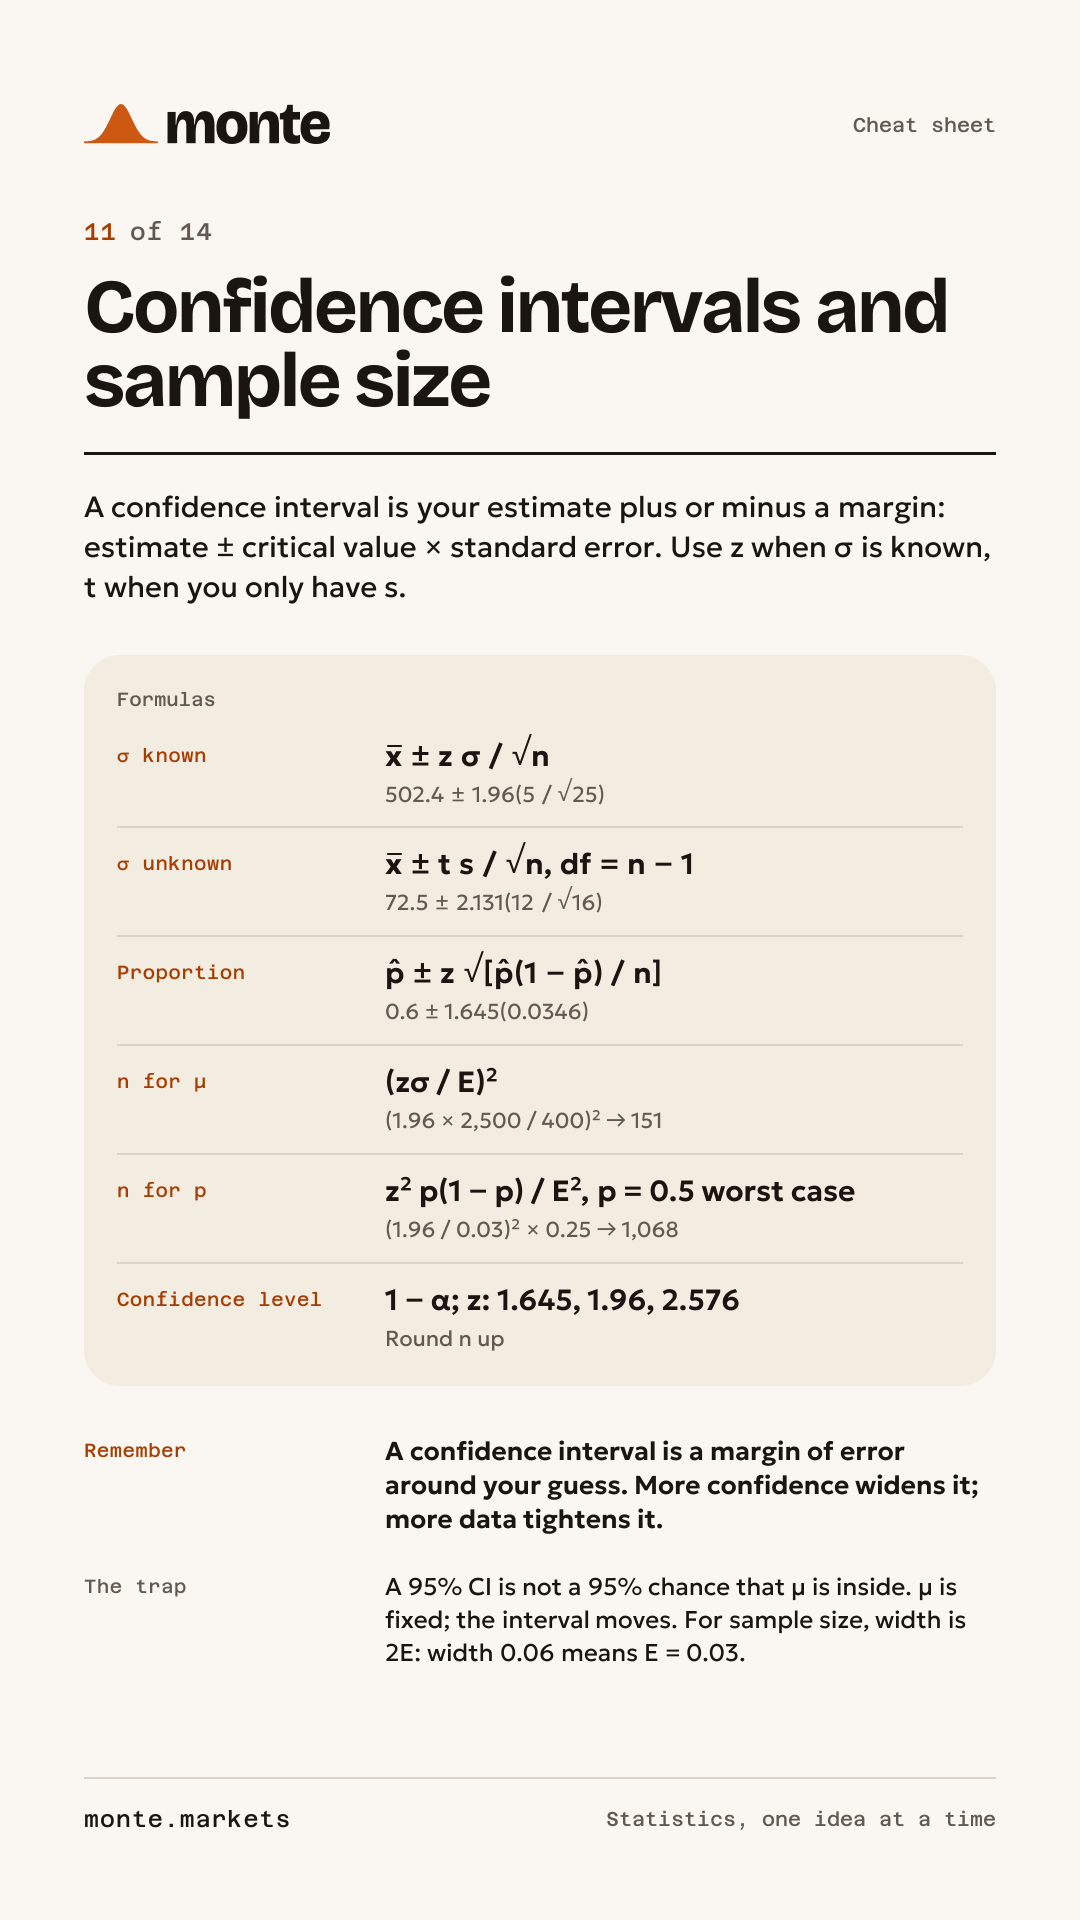 monte
Cheat sheet
11 of 14
Confidence intervals and
sample size
A confidence interval is your estimate plus or minus a margin:
estimate ± critical value × standard error. Use z when σ is known,
t when you only have s.
Formulas
σ known
x̅ ± z σ / √n
502.4 ± 1.96(5 / √25)
σ unknown
x̅ ± t s / √n, df = n − 1
72.5 ± 2.131(12 / √16)
Proportion
p̂ ± z √[p̂(1 − p̂) / n]
0.6 ± 1.645(0.0346)
n for μ
(zσ / E)²
(1.96 × 2,500 / 400)² → 151
n for p
z² p(1 − p) / E², p = 0.5 worst case
(1.96 / 0.03)² × 0.25 → 1,068
Confidence level
1 − α; z: 1.645, 1.96, 2.576
Round n up
Remember
A confidence interval is a margin of error
around your guess. More confidence widens it;
more data tightens it.
The trap
A 95% CI is not a 95% chance that μ is inside. μ is
fixed; the interval moves. For sample size, width is
2E: width 0.06 means E = 0.03.
monte.markets
Statistics, one idea at a time